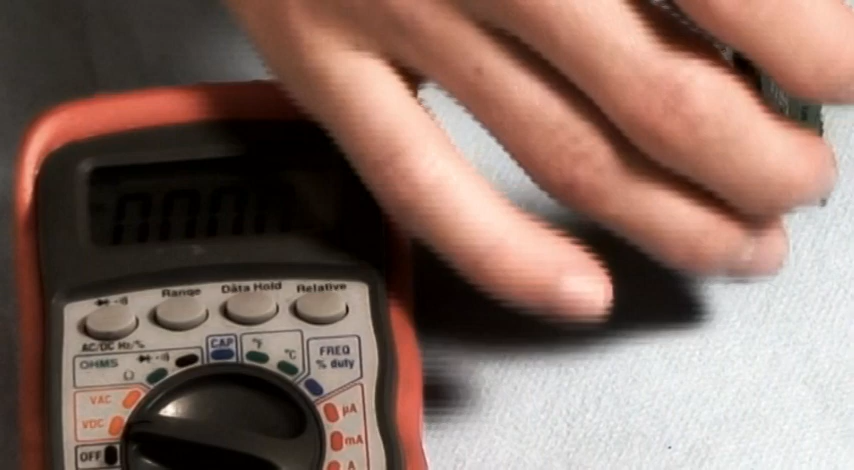 Range
Data Hold
Relative
AC/DC Hz/%
OHMS
CAP
°F
°C
FREQ
% duty
Ω
VAC
VDC
OFF
µA
mA
A